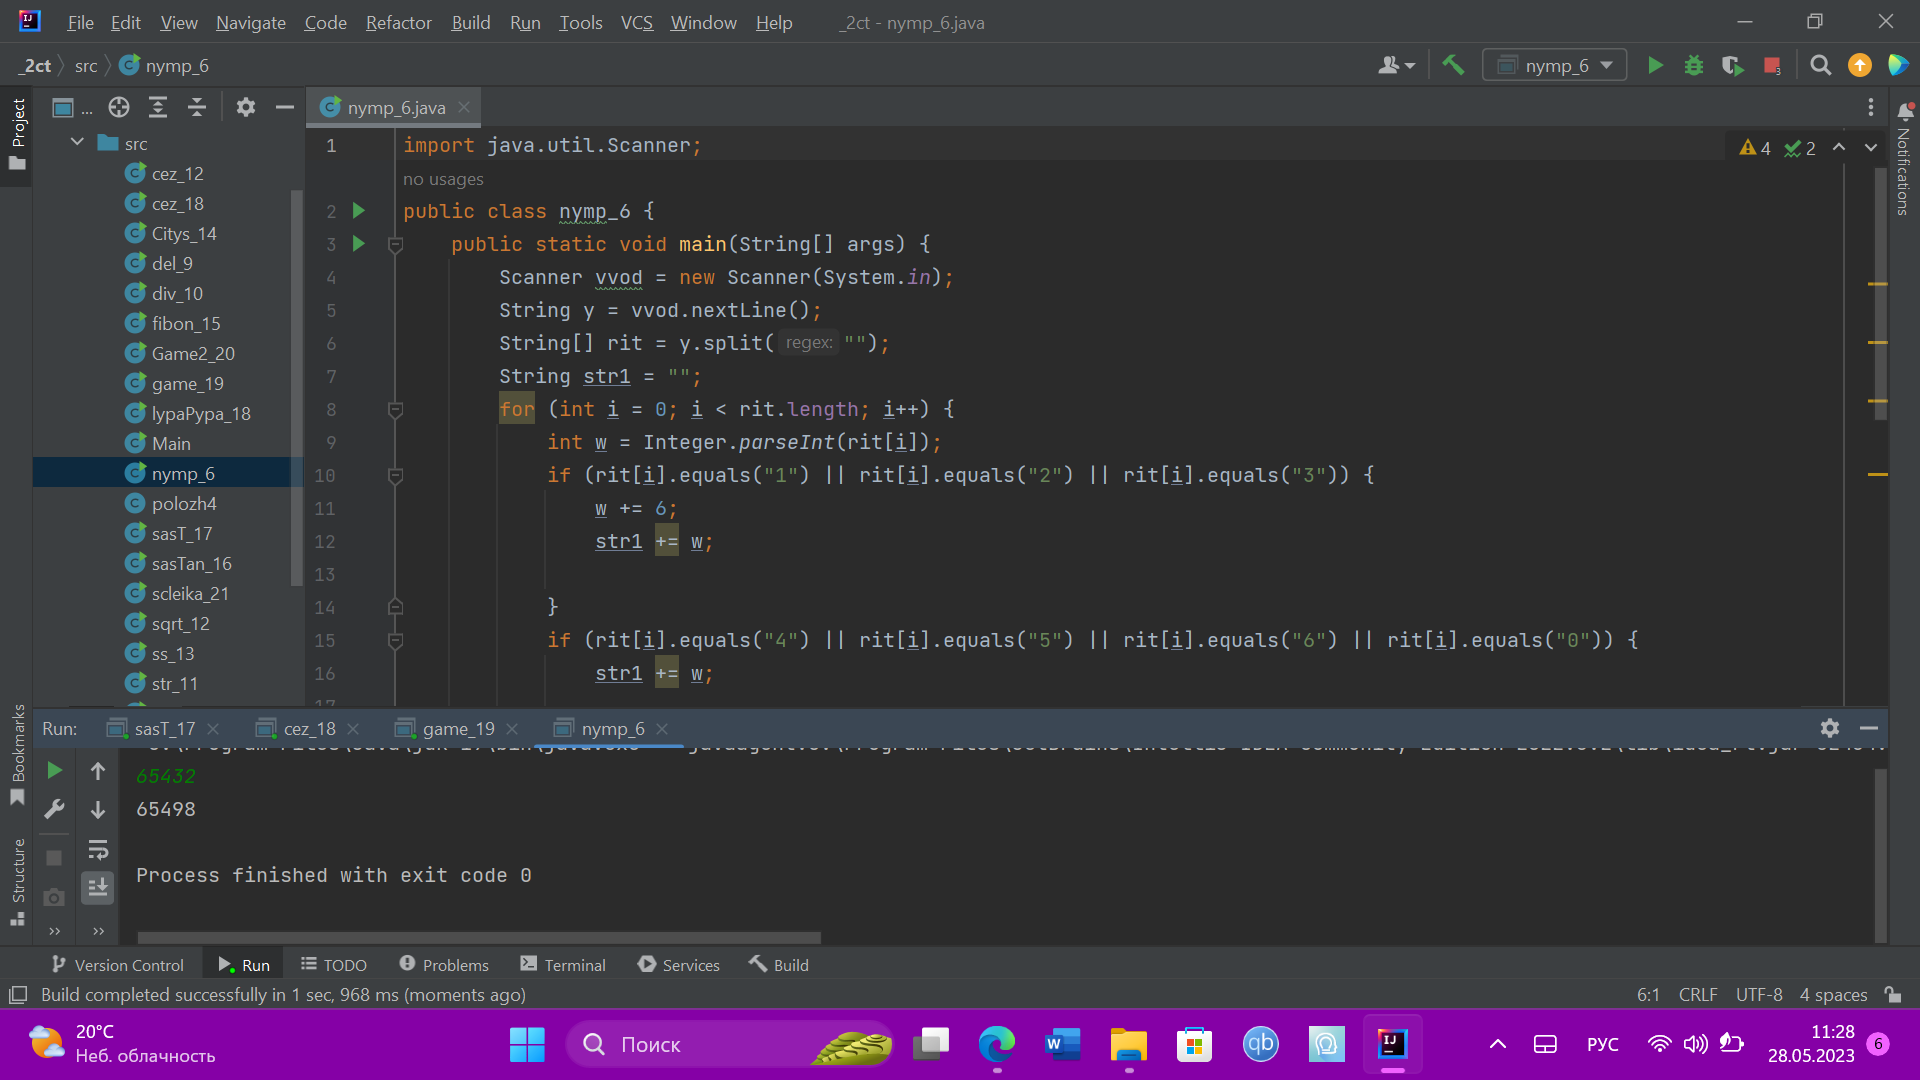 File Edit View Navigate Code Refactor Build Run Tools VCS Window Help _2ct - nymp_6.java
_2ct src nymp_6
nymp_6
Project
...
nymp_6.java
Notifications
src
cez_12
cez_18
Citys_14
del_9
div_10
fibon_15
Game2_20
game_19
lypaPypa_18
Main
nymp_6
polozh4
sasT_17
sasTan_16
scleika_21
sqrt_12
ss_13
str_11
4 2
1 import java.util.Scanner;
no usages
2 public class nymp_6 {
3 public static void main(String[] args) {
4 Scanner vvod = new Scanner(System.in);
5 String y = vvod.nextLine();
6 String[] rit = y.split( regex: "");
7 String str1 = "";
8 for (int i = 0; i < rit.length; i++) {
9 int w = Integer.parseInt(rit[i]);
10 if (rit[i].equals("1") || rit[i].equals("2") || rit[i].equals("3")) {
11 w += 6;
12 str1 += w;
13
14 }
15 if (rit[i].equals("4") || rit[i].equals("5") || rit[i].equals("6") || rit[i].equals("0")) {
16 str1 += w;
17
Bookmarks
Structure
Run: sasT_17 cez_18 game_19 nymp_6
65432
65498
Process finished with exit code 0
Version Control Run TODO Problems Terminal Services Build
Build completed successfully in 1 sec, 968 ms (moments ago)
6:1 CRLF UTF-8 4 spaces
20°C
Неб. облачность
Поиск
РУС
11:28
28.05.2023
6